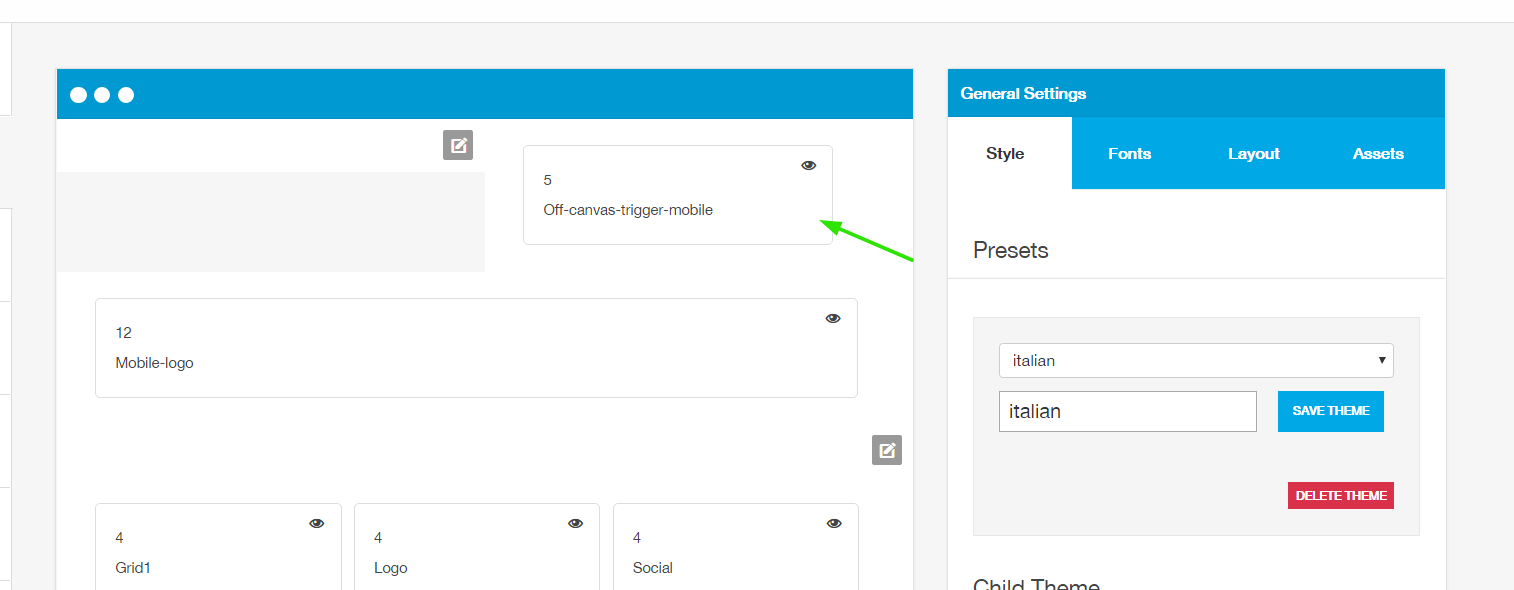 General Settings
Style
Fonts
Layout
Assets
5
Off-canvas-trigger-mobile
Presets
12
Mobile-logo
italian
italian
SAVE THEME
DELETE THEME
4
Grid1
4
Logo
4
Social
Child Theme